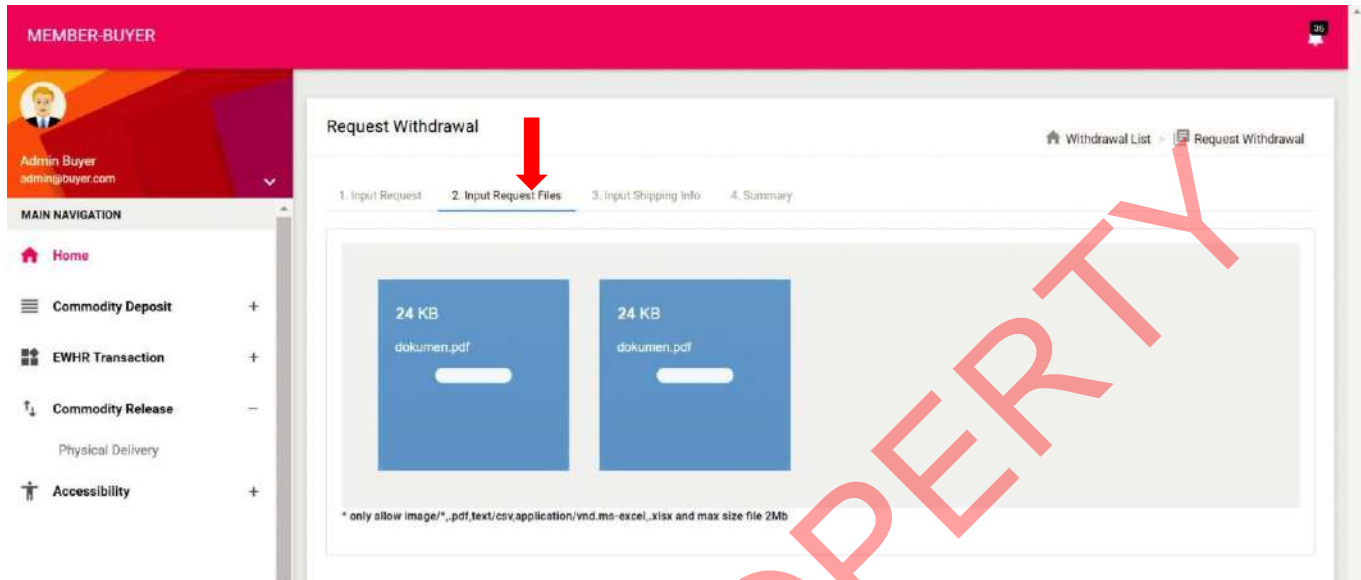 MEMBER-BUYER
36
Admin Buyer
admin@buyer.com
MAIN NAVIGATION
Home
Commodity Deposit +
EWHR Transaction +
Commodity Release −
Physical Delivery
Accessibility +
Request Withdrawal
Withdrawal List > Request Withdrawal
1. Input Request 2. Input Request Files 3. Input Shipping Info 4. Summary
24 KB 24 KB
dokumen.pdf dokumen.pdf
* only allow image/*,.pdf,text/csv,application/vnd.ms-excel,.xlsx and max size file 2Mb
OPERTY